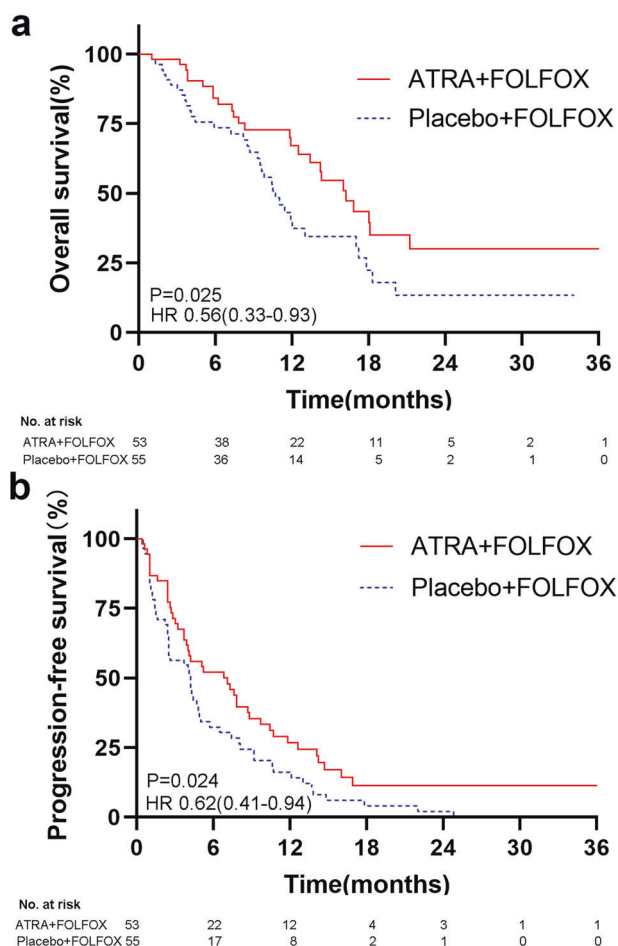 a
Overall survival(%)
100
75
50
25
0
ATRA+FOLFOX
Placebo+FOLFOX
P=0.025
HR 0.56(0.33-0.93)
0 6 12 18 24 30 36
Time(months)
No. at risk
ATRA+FOLFOX 53 38 22 11 5 2 1
Placebo+FOLFOX 55 36 14 5 2 1 0
b
Progression-free survival (%)
100
75
50
25
0
ATRA+FOLFOX
Placebo+FOLFOX
P=0.024
HR 0.62(0.41-0.94)
0 6 12 18 24 30 36
Time(months)
No. at risk
ATRA+FOLFOX 53 22 12 4 3 1 1
Placebo+FOLFOX 55 17 8 2 1 0 0